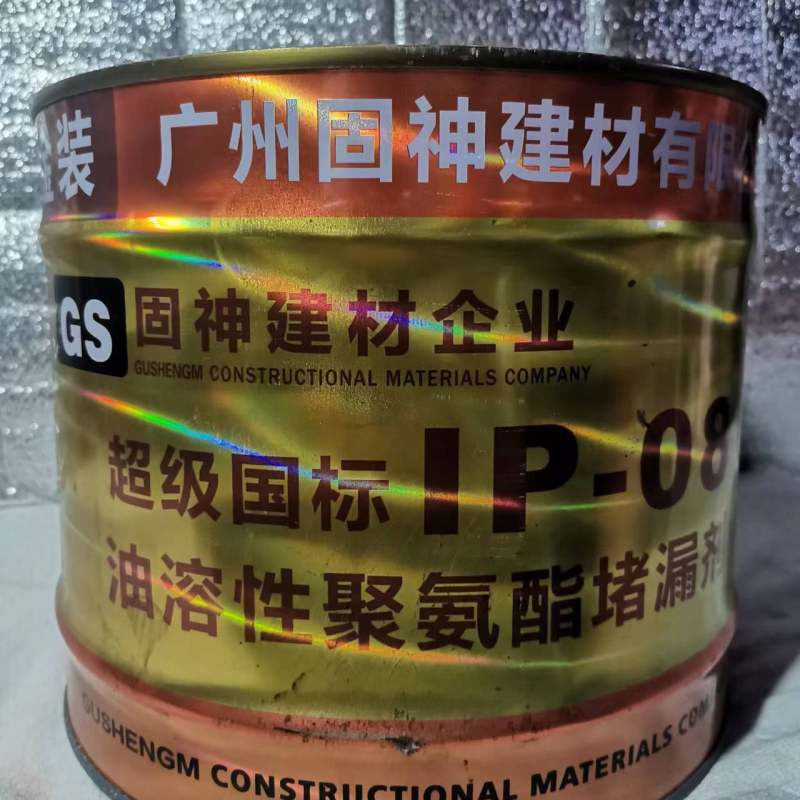 金装 广州固神建材有限
GS 固神建材企业
GUSHENGM CONSTRUCTIONAL MATERIALS COMPANY
超级国标 IP-08
油溶性聚氨酯堵漏剂
GUSHENGM CONSTRUCTIONAL MATERIALS COM